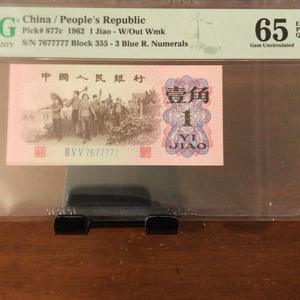 China / People's Republic
Pick# 877c 1962 1 Jiao - W/Out Wmk
S/N 7677777 Block 355 - 3 Blue R. Numerals
65
Gem Uncirculated
中國人民銀行
壹角
1
YI
JIAO
III V V 7677777